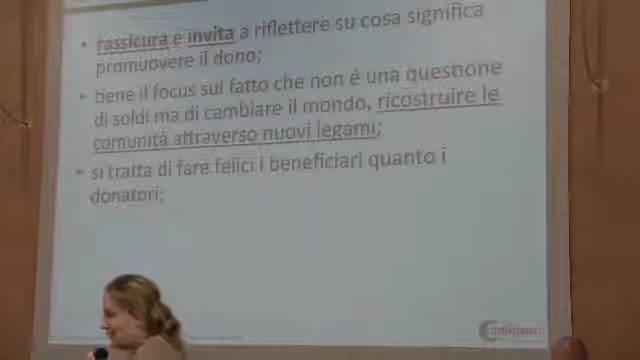 • rassicura e invita a riflettere su cosa significa
promuovere il dono;
• tiene il focus sul fatto che non è una questione
di soldi ma di cambiare il mondo, ricostruire le
comunità attraverso nuovi legami;
• si tratta di fare felici i beneficiari quanto i
donatori;